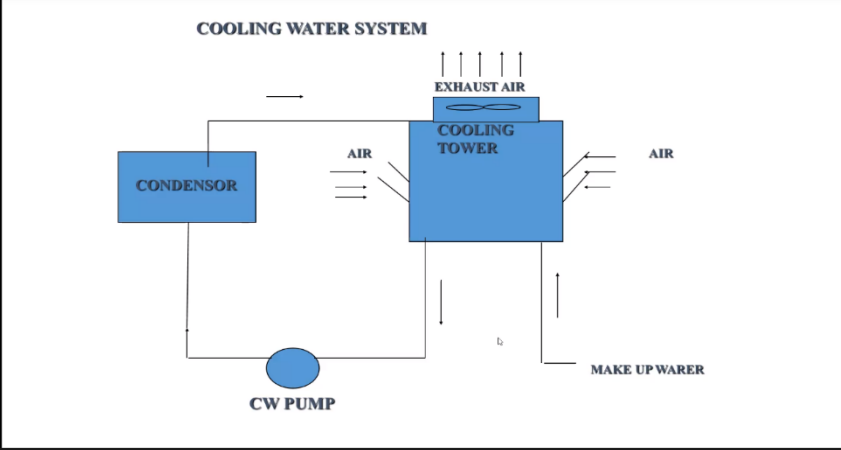 COOLING WATER SYSTEM
EXHAUST AIR
COOLING
TOWER
AIR
AIR
CONDENSOR
MAKE UP WARER
CW PUMP